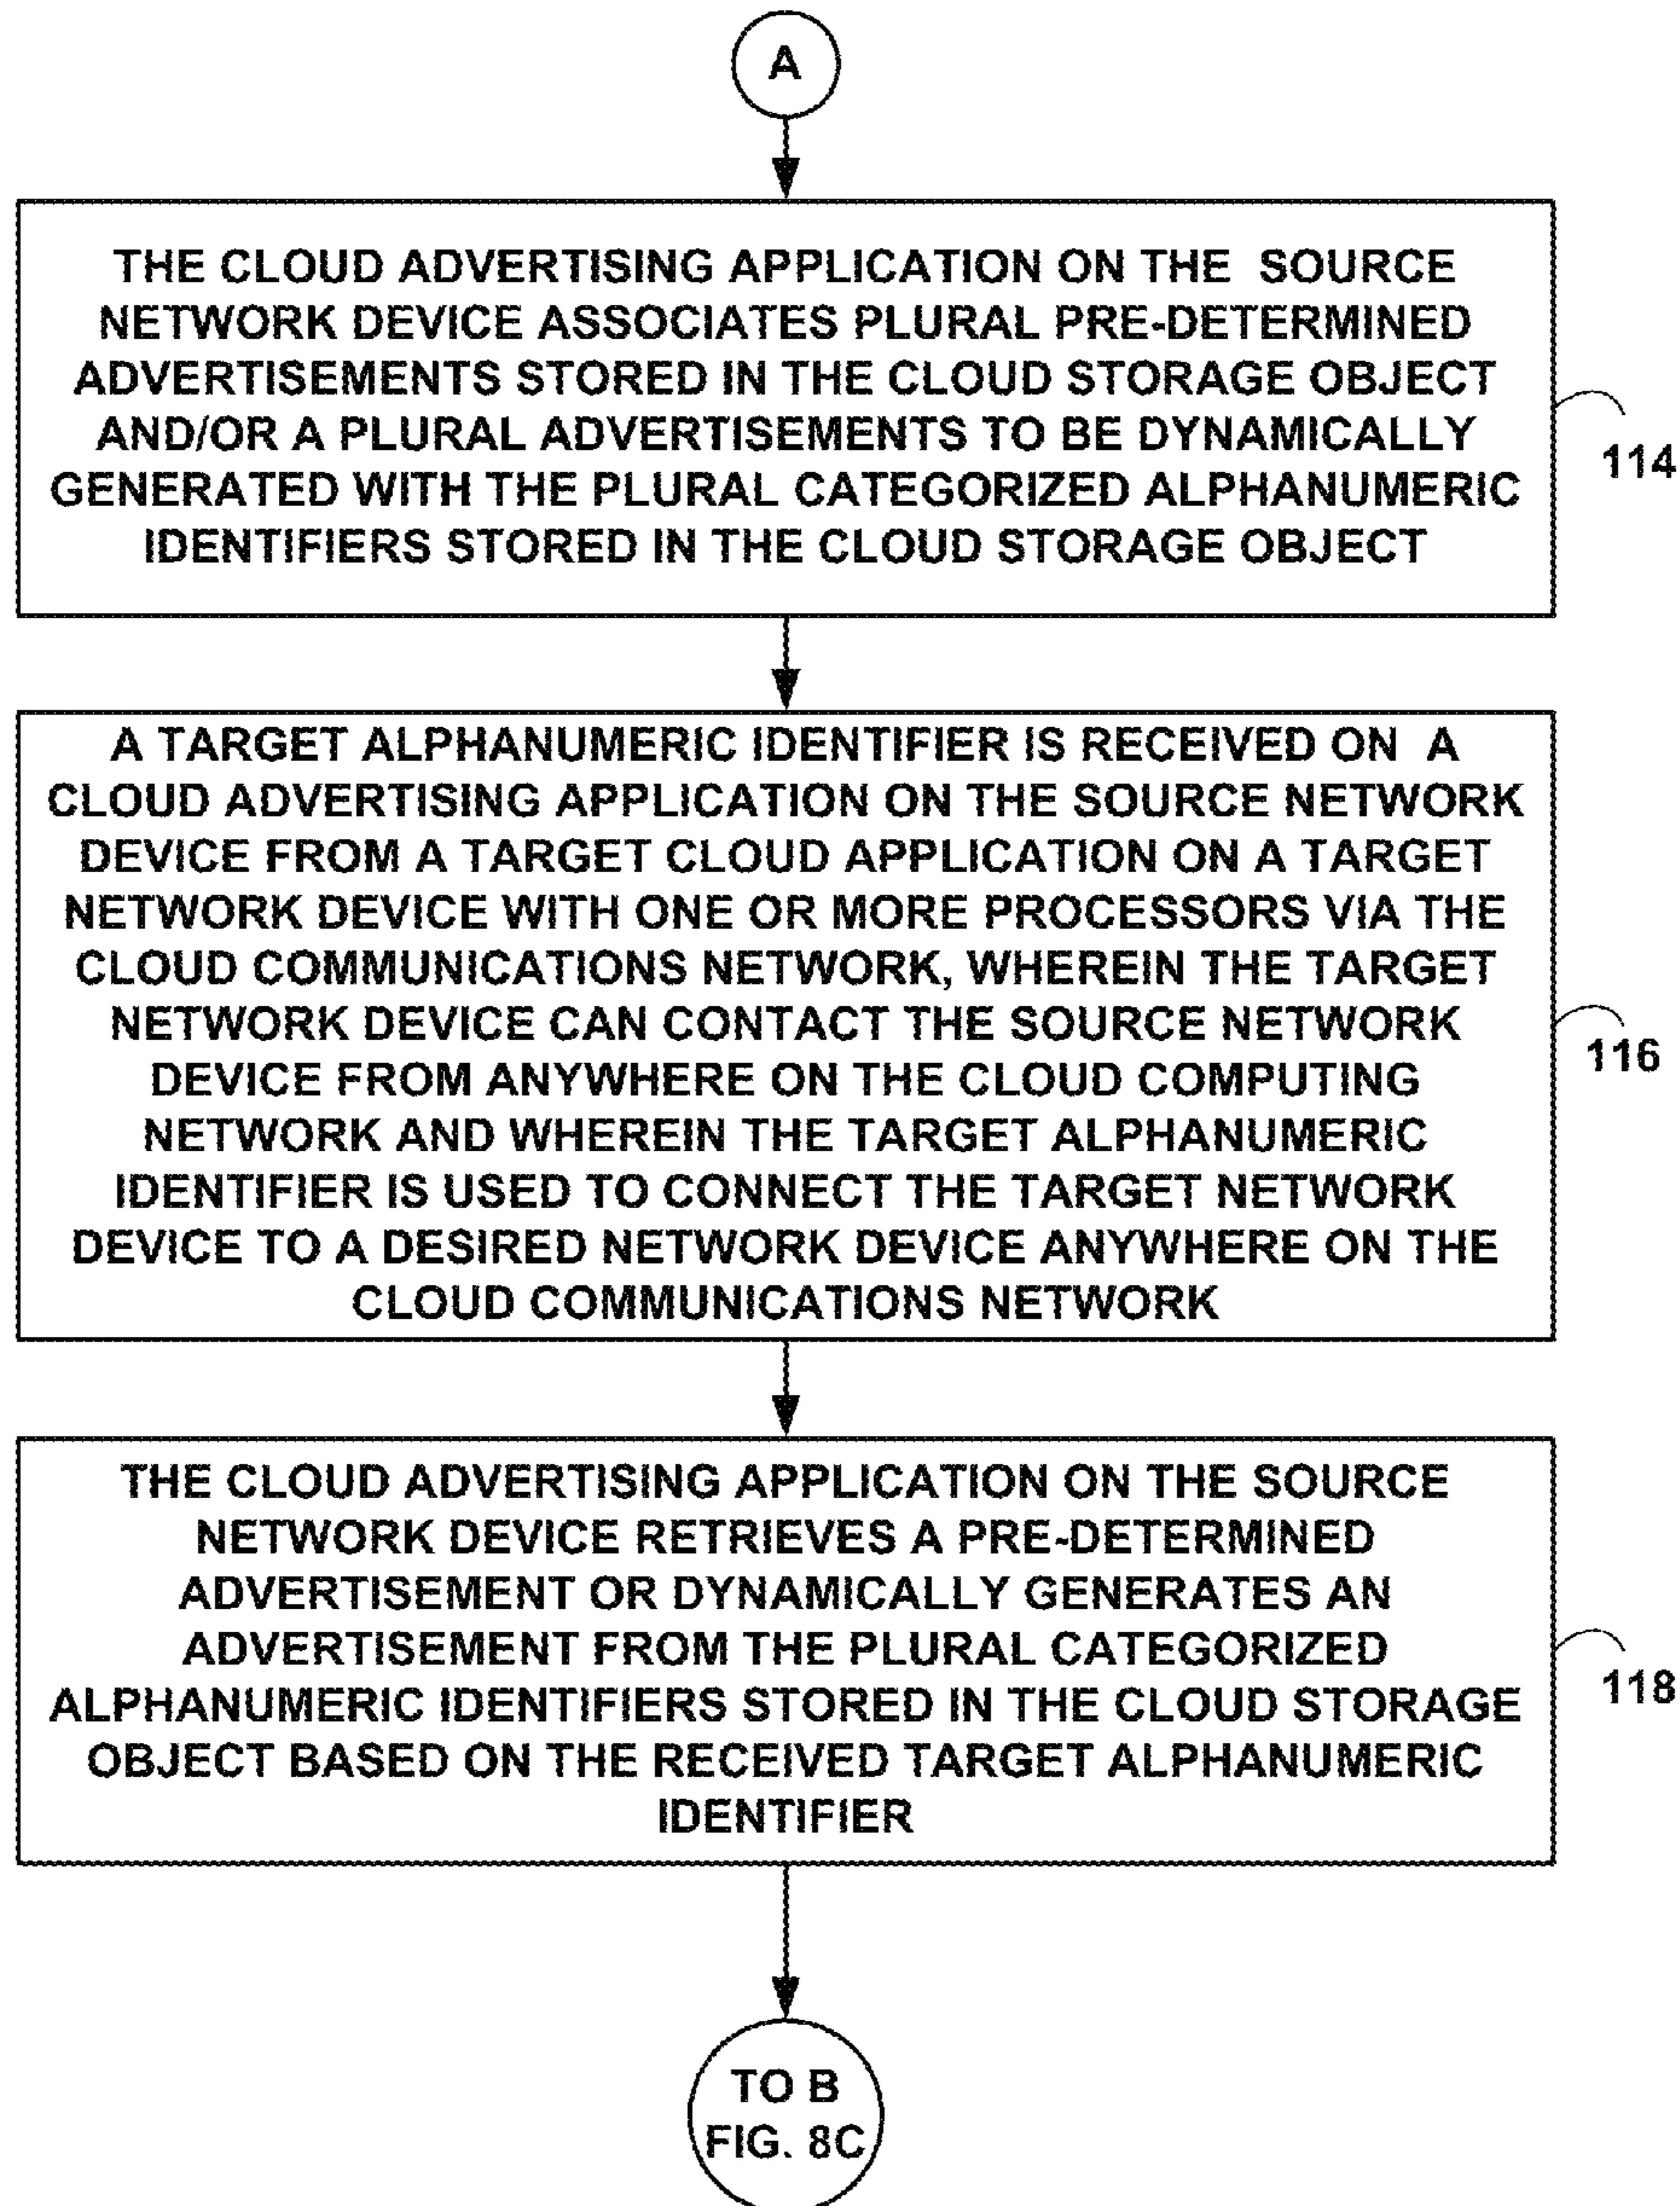 A
THE CLOUD ADVERTISING APPLICATION ON THE SOURCE
NETWORK DEVICE ASSOCIATES PLURAL PRE-DETERMINED
ADVERTISEMENTS STORED IN THE CLOUD STORAGE OBJECT
AND/OR A PLURAL ADVERTISEMENTS TO BE DYNAMICALLY
GENERATED WITH THE PLURAL CATEGORIZED ALPHANUMERIC
IDENTIFIERS STORED IN THE CLOUD STORAGE OBJECT
114
A TARGET ALPHANUMERIC IDENTIFIER IS RECEIVED ON A
CLOUD ADVERTISING APPLICATION ON THE SOURCE NETWORK
DEVICE FROM A TARGET CLOUD APPLICATION ON A TARGET
NETWORK DEVICE WITH ONE OR MORE PROCESSORS VIA THE
CLOUD COMMUNICATIONS NETWORK, WHEREIN THE TARGET
NETWORK DEVICE CAN CONTACT THE SOURCE NETWORK
DEVICE FROM ANYWHERE ON THE CLOUD COMPUTING
NETWORK AND WHEREIN THE TARGET ALPHANUMERIC
IDENTIFIER IS USED TO CONNECT THE TARGET NETWORK
DEVICE TO A DESIRED NETWORK DEVICE ANYWHERE ON THE
CLOUD COMMUNICATIONS NETWORK
116
THE CLOUD ADVERTISING APPLICATION ON THE SOURCE
NETWORK DEVICE RETRIEVES A PRE-DETERMINED
ADVERTISEMENT OR DYNAMICALLY GENERATES AN
ADVERTISEMENT FROM THE PLURAL CATEGORIZED
ALPHANUMERIC IDENTIFIERS STORED IN THE CLOUD STORAGE
OBJECT BASED ON THE RECEIVED TARGET ALPHANUMERIC
IDENTIFIER
118
TO B
FIG. 8C